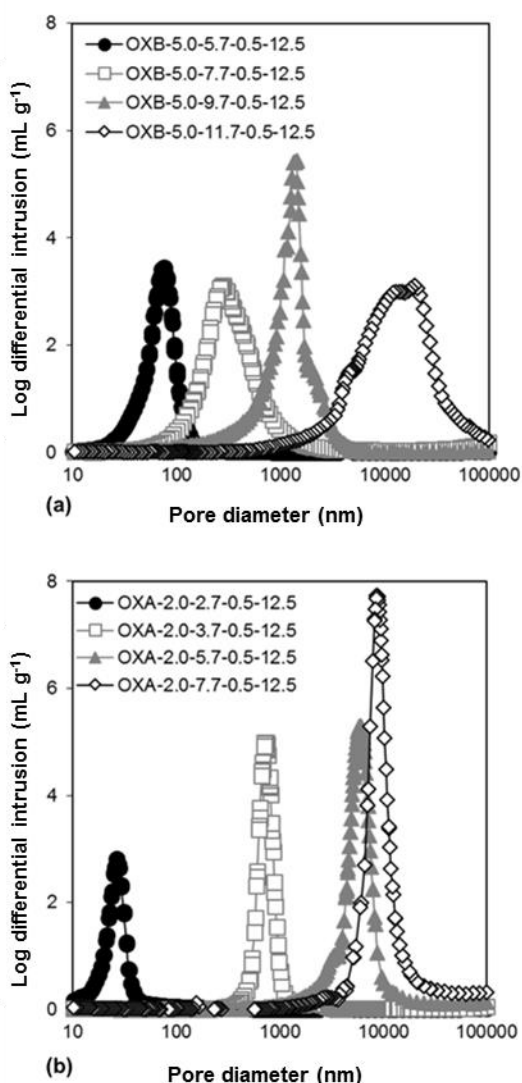 8
6
4
2
0
Log differential intrusion (mL g-1)
OXB-5.0-5.7-0.5-12.5
OXB-5.0-7.7-0.5-12.5
OXB-5.0-9.7-0.5-12.5
OXB-5.0-11.7-0.5-12.5
10 100 1000 10000 100000
(a)
Pore diameter (nm)
8
6
4
2
0
Log differential intrusion (mL g-1)
OXA-2.0-2.7-0.5-12.5
OXA-2.0-3.7-0.5-12.5
OXA-2.0-5.7-0.5-12.5
OXA-2.0-7.7-0.5-12.5
10 100 1000 10000 100000
(b)
Pore diameter (nm)